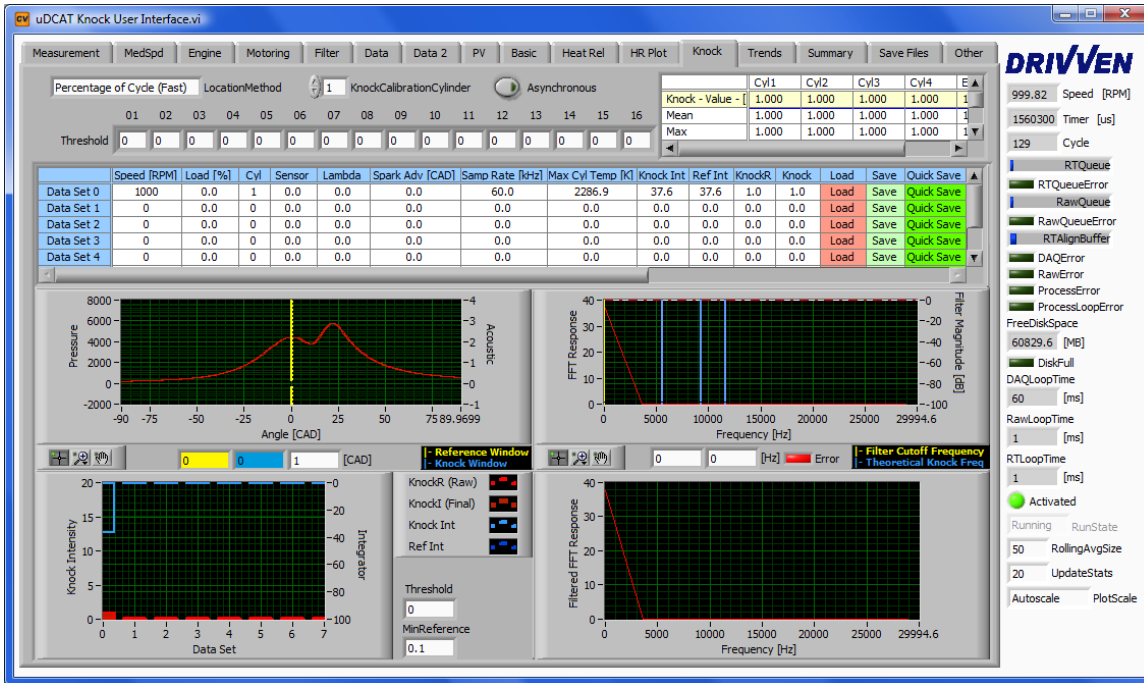 uDCAT Knock User Interface.vi
Measurement MedSpd Engine Motoring Filter Data Data 2 PV Basic Heat Rel HR Plot Knock Trends Summary Save Files Other
DRIVVEN
Percentage of Cycle (Fast) LocationMethod 1 KnockCalibrationCylinder Asynchronous
01 02 03 04 05 06 07 08 09 10 11 12 13 14 15 16
Threshold 0 0 0 0 0 0 0 0 0 0 0 0 0 0 0 0
Cyl1 Cyl2 Cyl3 Cyl4 E
Knock - Value - [ 1.000 1.000 1.000 1.000 1
Mean 1.000 1.000 1.000 1.000 1
Max 1.000 1.000 1.000 1.000 1
Speed [RPM] Load [%] Cyl Sensor Lambda Spark Adv [CAD] Samp Rate [kHz] Max Cyl Temp [K] Knock Int Ref Int KnockR Knock Load Save Quick Save
Data Set 0 1000 0.0 1 0.0 0.0 0.0 60.0 2286.9 37.6 37.6 1.0 1.0 Load Save Quick Save
Data Set 1 0 0.0 0 0.0 0.0 0.0 0.0 0.0 0.0 0.0 0.0 0.0 Load Save Quick Save
Data Set 2 0 0.0 0 0.0 0.0 0.0 0.0 0.0 0.0 0.0 0.0 0.0 Load Save Quick Save
Data Set 3 0 0.0 0 0.0 0.0 0.0 0.0 0.0 0.0 0.0 0.0 0.0 Load Save Quick Save
Data Set 4 0 0.0 0 0.0 0.0 0.0 0.0 0.0 0.0 0.0 0.0 0.0 Load Save Quick Save
8000
6000
4000
2000
0
-2000
Pressure
4
3
2
1
0
-1
Acoustic
-90 -75 -50 -25 0 25 50 75 89.9699
Angle [CAD]
0 0 1 [CAD]
|- Reference Window
|- Knock Window
40
30
20
10
0
FFT Response
-0
-20
-40
-60
-80
-100
Filter Magnitude [dB]
0 5000 10000 15000 20000 25000 29994.6
Frequency [Hz]
0 0 [Hz] Error
|- Filter Cutoff Frequency
|- Theoretical Knock Freq
20
15
10
5
0
Knock Intensity
-0
-20
-40
-60
-80
-100
Integrator
0 1 2 3 4 5 6 7
Data Set
KnockR (Raw)
KnockI (Final)
Knock Int
Ref Int
Threshold
0
MinReference
0.1
40
30
20
10
0
Filtered FFT Response
0 5000 10000 15000 20000 25000 29994.6
Frequency [Hz]
999.82 Speed [RPM]
1560300 Timer [us]
129 Cycle
RTQueue
RTQueueError
RawQueue
RawQueueError
RTAlignBuffer
DAQError
RawError
ProcessError
ProcessLoopError
FreeDiskSpace
60829.6 [MB]
DiskFull
DAQLoopTime
60 [ms]
RawLoopTime
1 [ms]
RTLoopTime
1 [ms]
Activated
Running RunState
50 RollingAvgSize
20 UpdateStats
Autoscale PlotScale